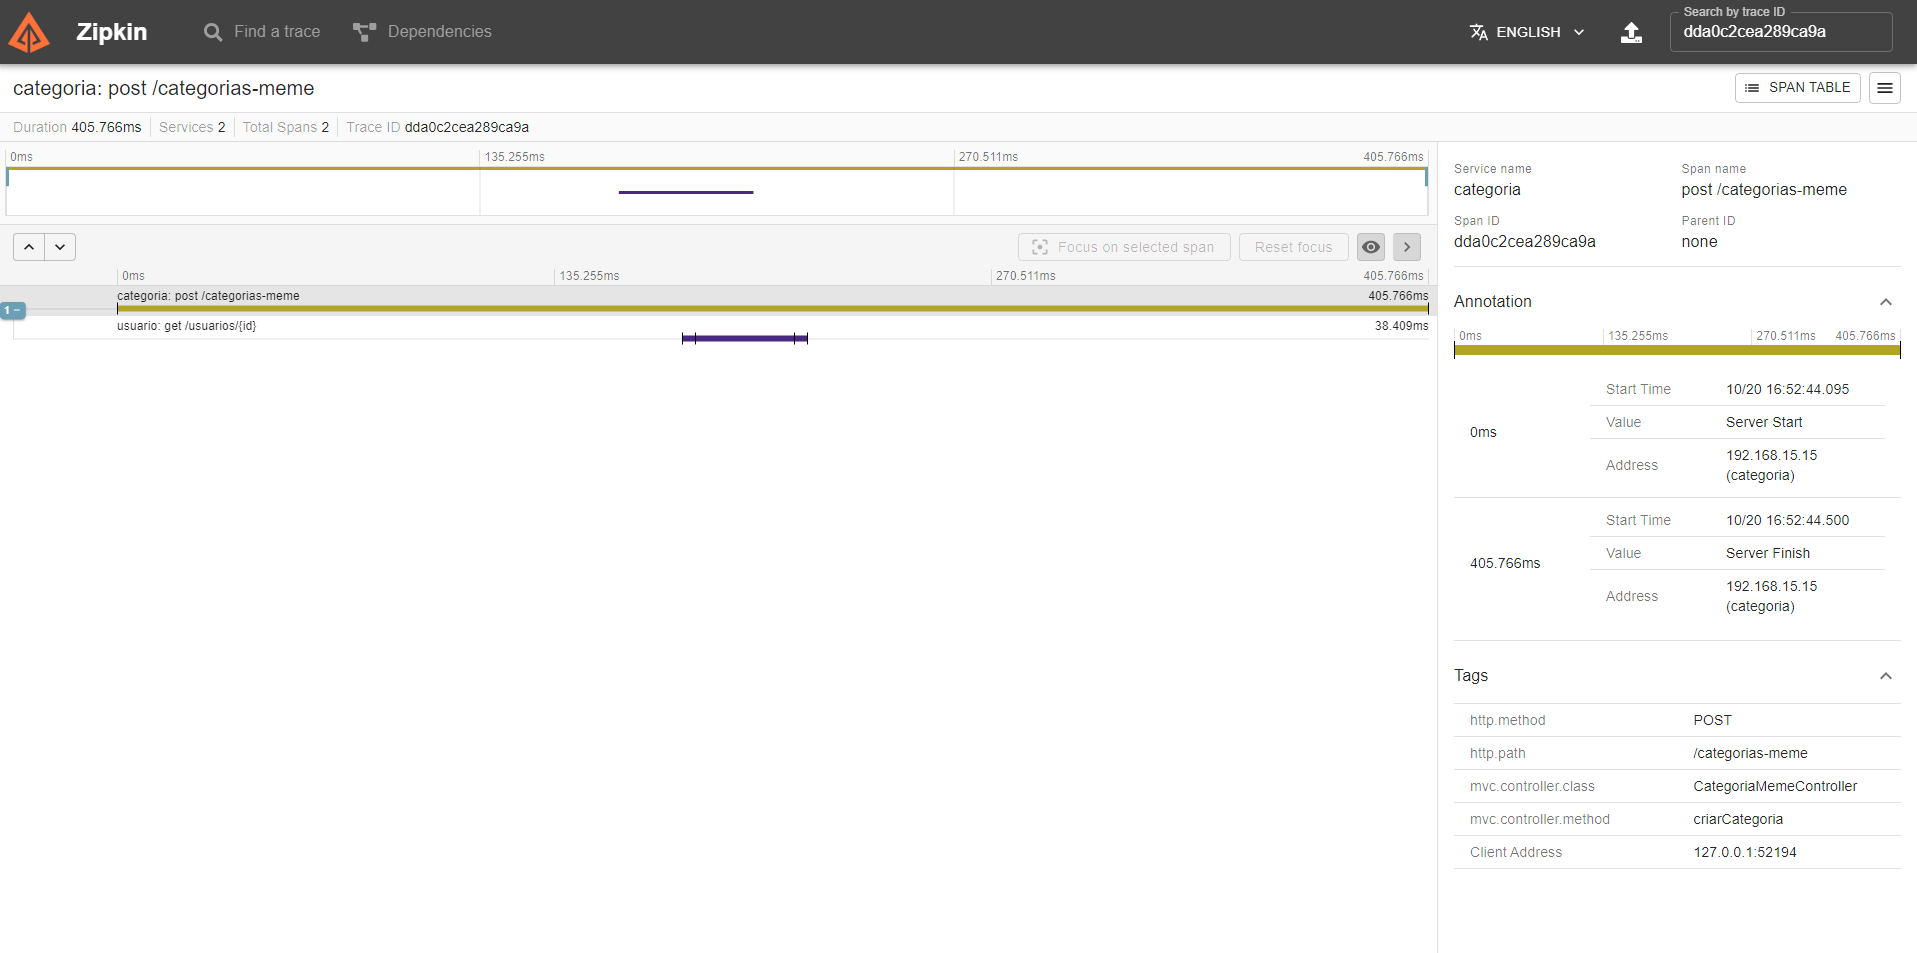 Zipkin
Find a trace
Dependencies
ENGLISH
Search by trace ID
dda0c2cea289ca9a
categoria: post /categorias-meme
SPAN TABLE
Duration 405.766ms Services 2 Total Spans 2 Trace ID dda0c2cea289ca9a
0ms 135.255ms 270.511ms 405.766ms
Focus on selected span
Reset focus
0ms 135.255ms 270.511ms 405.766ms
categoria: post /categorias-meme 405.766ms
1 −
usuario: get /usuarios/{id} 38.409ms
Service name
categoria
Span name
post /categorias-meme
Span ID
dda0c2cea289ca9a
Parent ID
none
Annotation
0ms 135.255ms 270.511ms 405.766ms
0ms
Start Time 10/20 16:52:44.095
Value Server Start
Address 192.168.15.15
(categoria)
405.766ms
Start Time 10/20 16:52:44.500
Value Server Finish
Address 192.168.15.15
(categoria)
Tags
http.method POST
http.path /categorias-meme
mvc.controller.class CategoriaMemeController
mvc.controller.method criarCategoria
Client Address 127.0.0.1:52194